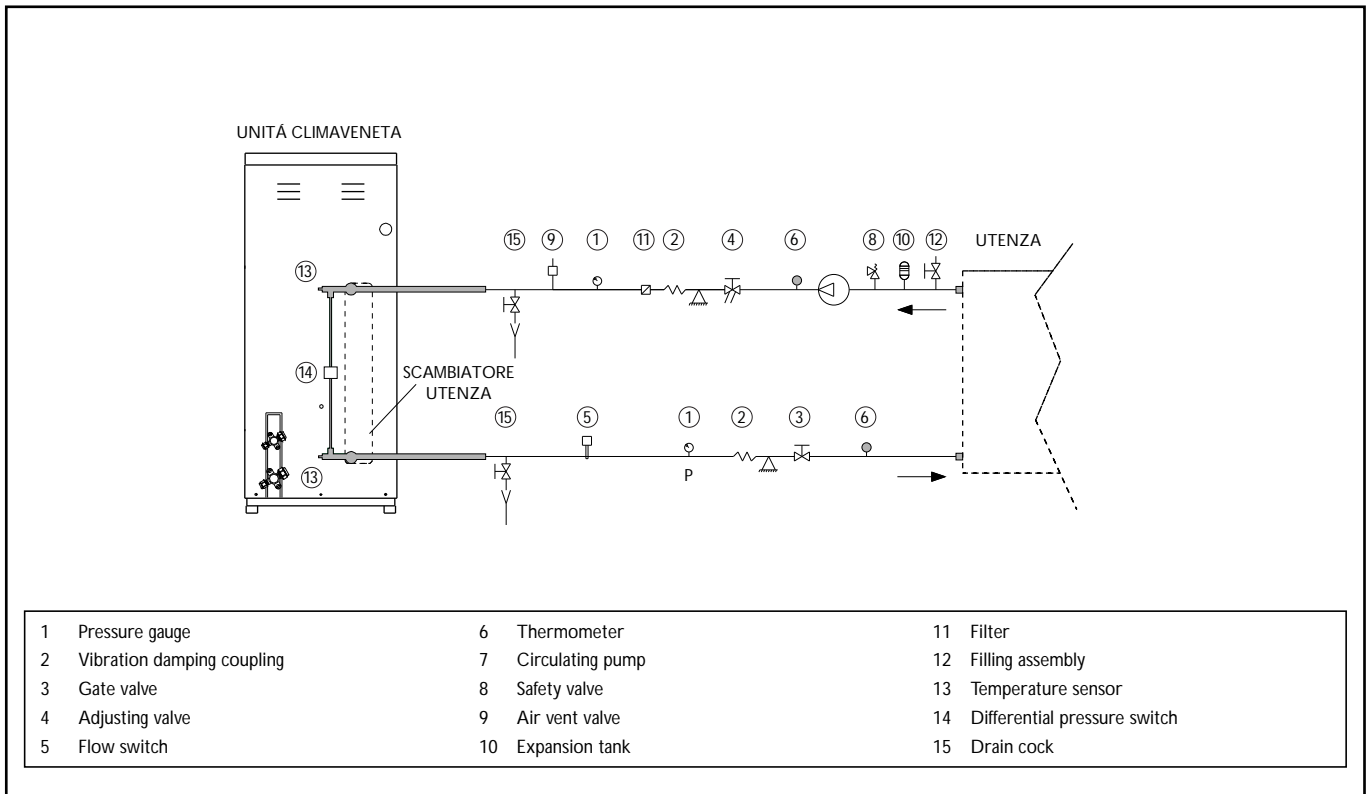 UNITÁ CLIMAVENETA
15 9 1 11 2 4 6 8 10 12 UTENZA
13
14
SCAMBIATORE
UTENZA
15 5 1 2 3 6
13
P
1 Pressure gauge
2 Vibration damping coupling
3 Gate valve
4 Adjusting valve
5 Flow switch
6 Thermometer
7 Circulating pump
8 Safety valve
9 Air vent valve
10 Expansion tank
11 Filter
12 Filling assembly
13 Temperature sensor
14 Differential pressure switch
15 Drain cock